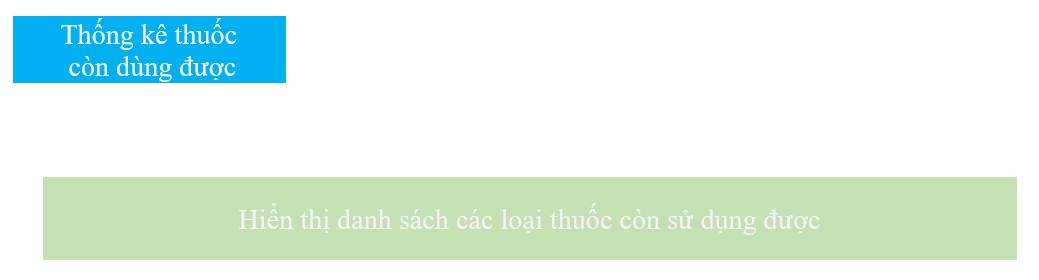 Thống kê thuốc
còn dùng được
Hiển thị danh sách các loại thuốc còn sử dụng được